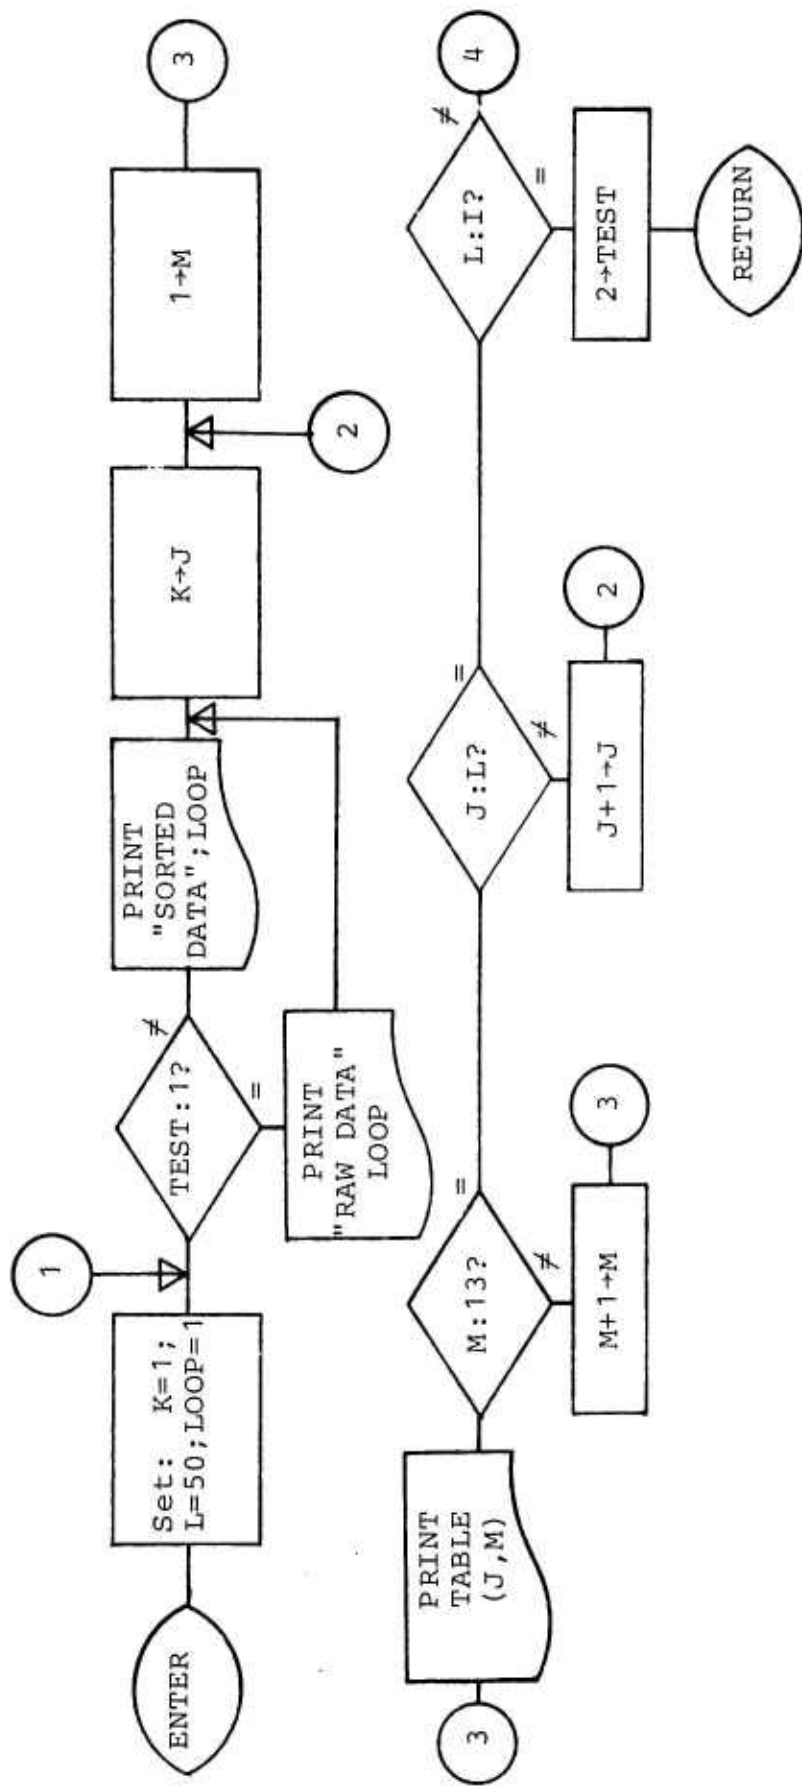 ENTER
Set: K=1;
L=50;LOOP=1
1
TEST:1?
≠
=
PRINT
"RAW DATA"
LOOP
PRINT
"SORTED
DATA";LOOP
K→J
2
1→M
3
3
PRINT
TABLE
(J,M)
M:13?
=
≠
M+1→M
3
J:L?
=
≠
J+1→J
2
L:I?
≠
4
=
2→TEST
RETURN